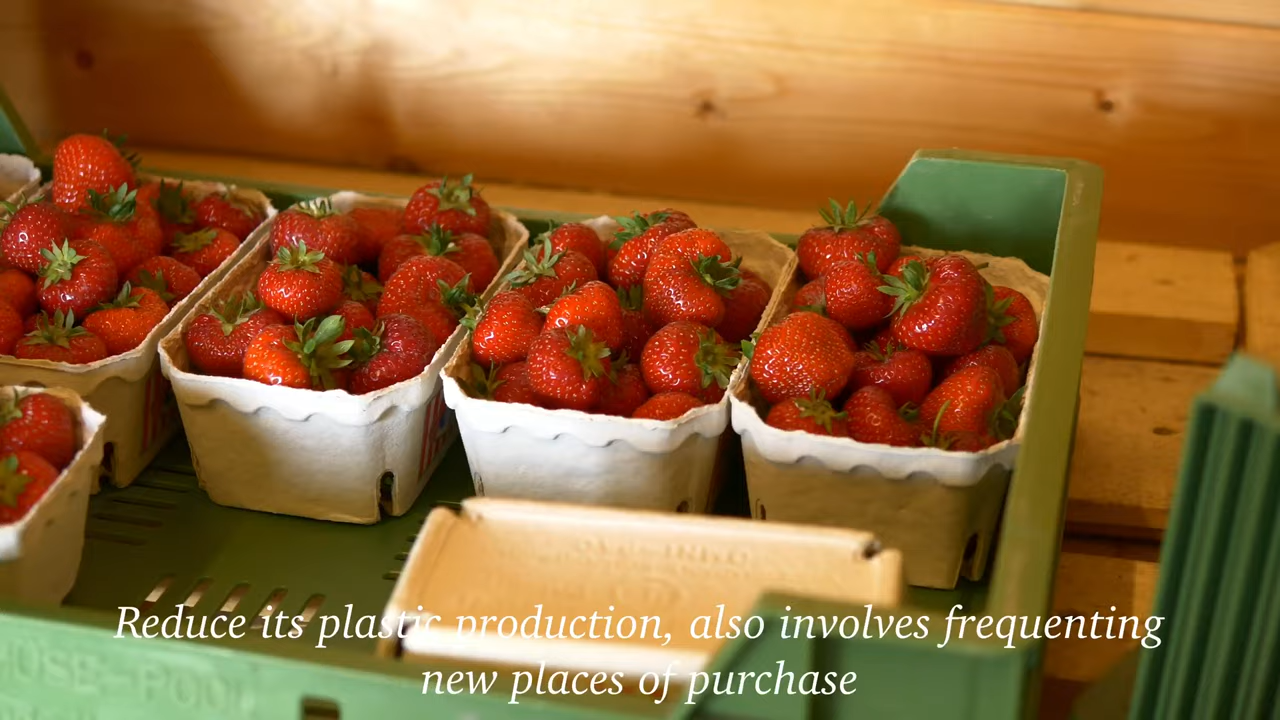 Reduce its plastic production, also involves frequenting
new places of purchase